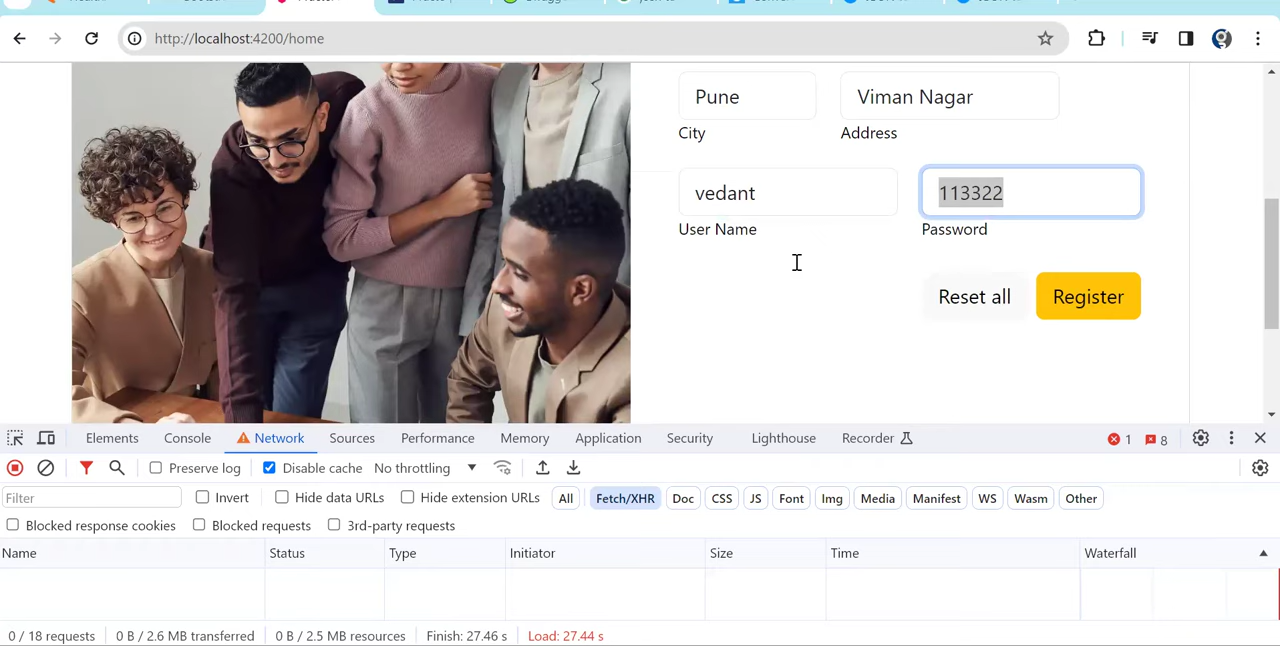 http://localhost:4200/home
Pune Viman Nagar
City Address
vedant 113322
User Name Password
Reset all Register
Elements Console Network Sources Performance Memory Application Security Lighthouse Recorder 1 8
Preserve log Disable cache No throttling
Filter Invert Hide data URLs Hide extension URLs All Fetch/XHR Doc CSS JS Font Img Media Manifest WS Wasm Other
Blocked response cookies Blocked requests 3rd-party requests
Name Status Type Initiator Size Time Waterfall
0 / 18 requests 0 B / 2.6 MB transferred 0 B / 2.5 MB resources Finish: 27.46 s Load: 27.44 s